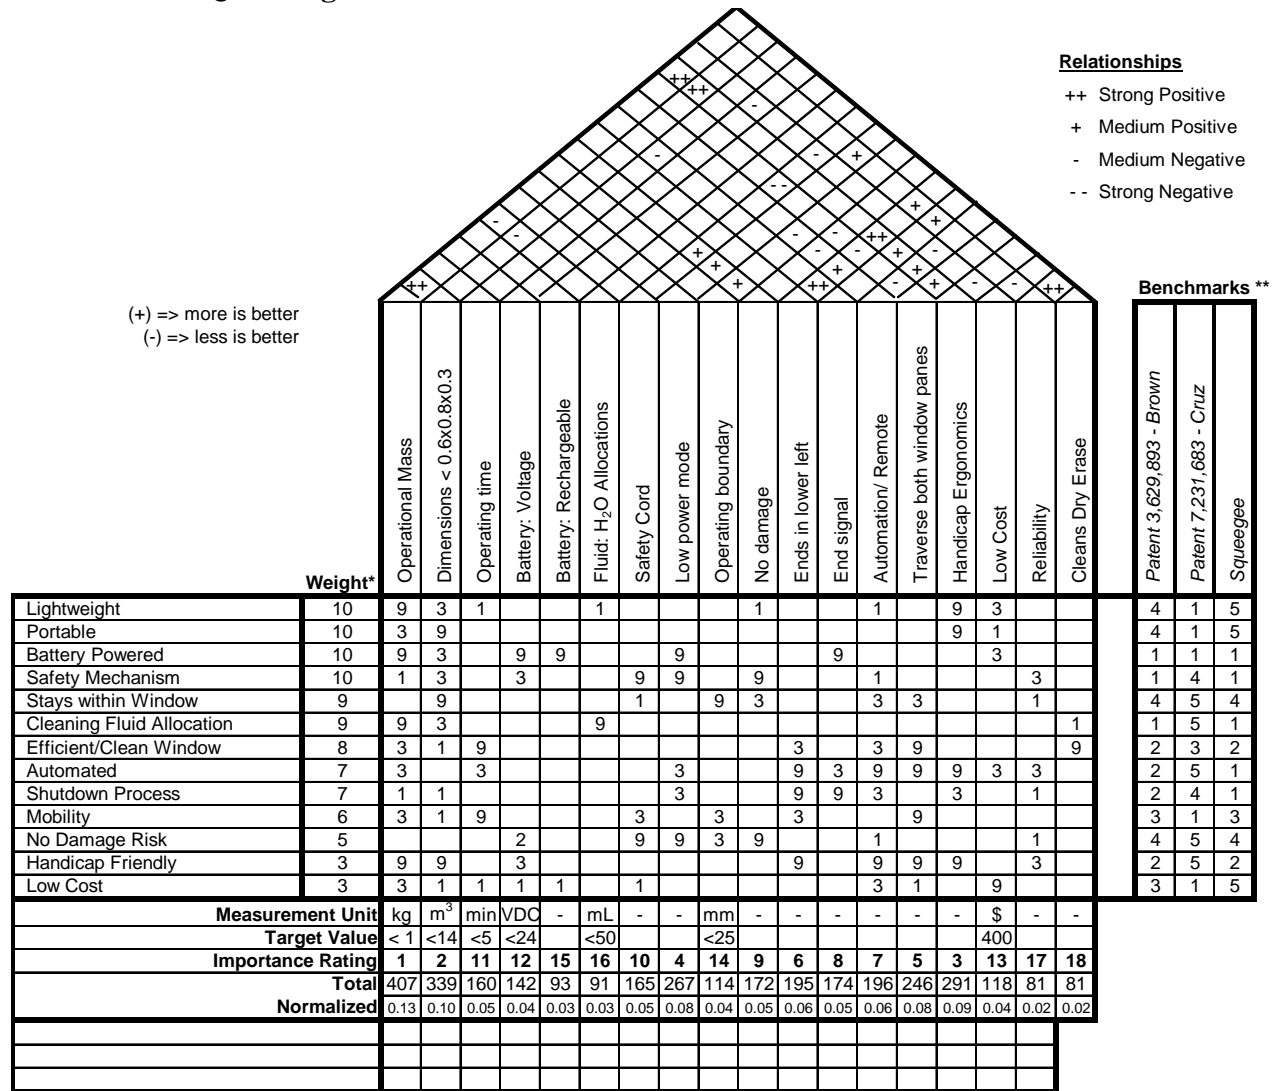 Relationships
++ Strong Positive
+ Medium Positive
- Medium Negative
- - Strong Negative
++
++
-
- - +
- -
+
- +
- - - ++
+ - - + -
+ + +
++ + ++ - + - - ++
Benchmarks **
(+) => more is better
(-) => less is better
Weight*
Operational Mass
Dimensions < 0.6x0.8x0.3
Operating time
Battery: Voltage
Battery: Rechargeable
Fluid: H2O Allocations
Safety Cord
Low power mode
Operating boundary
No damage
Ends in lower left
End signal
Automation/ Remote
Traverse both window panes
Handicap Ergonomics
Low Cost
Reliability
Cleans Dry Erase
Patent 3,629,893 - Brown
Patent 7,231,683 - Cruz
Squeegee
Lightweight 10 9 3 1 1 1 1 9 3 4 1 5
Portable 10 3 9 9 1 4 1 5
Battery Powered 10 9 3 9 9 9 9 3 1 1 1
Safety Mechanism 10 1 3 3 9 9 9 1 3 1 4 1
Stays within Window 9 9 1 9 3 3 3 1 4 5 4
Cleaning Fluid Allocation 9 9 3 9 1 1 5 1
Efficient/Clean Window 8 3 1 9 3 3 9 9 2 3 2
Automated 7 3 3 3 9 3 9 9 9 3 3 2 5 1
Shutdown Process 7 1 1 3 9 9 3 3 1 2 4 1
Mobility 6 3 1 9 3 3 3 9 3 1 3
No Damage Risk 5 2 9 9 3 9 1 1 4 5 4
Handicap Friendly 3 9 9 3 9 9 9 9 3 2 5 2
Low Cost 3 3 1 1 1 1 1 3 1 9 3 1 5
Measurement Unit kg m3 min VDC - mL - - mm - - - - - - $ - -
Target Value < 1 <14 <5 <24 <50 <25 400
Importance Rating 1 2 11 12 15 16 10 4 14 9 6 8 7 5 3 13 17 18
Total 407 339 160 142 93 91 165 267 114 172 195 174 196 246 291 118 81 81
Normalized 0.13 0.10 0.05 0.04 0.03 0.03 0.05 0.08 0.04 0.05 0.06 0.05 0.06 0.08 0.09 0.04 0.02 0.02